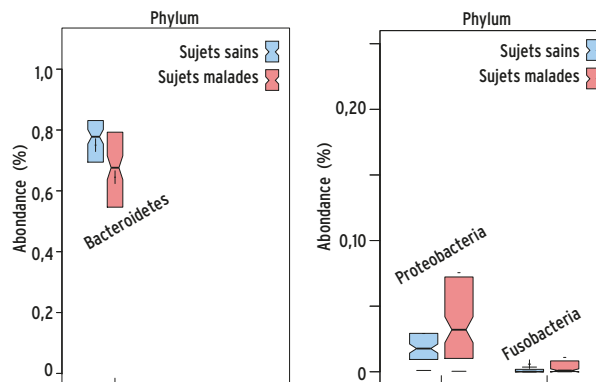 Phylum
Sujets sains
Sujets malades
1,0
0,8
0,6
0,4
0,2
0
Abondance (%)
Bacteroidetes
Phylum
Sujets sains
Sujets malades
0,20
0,10
0
Abondance (%)
Proteobacteria
Fusobacteria